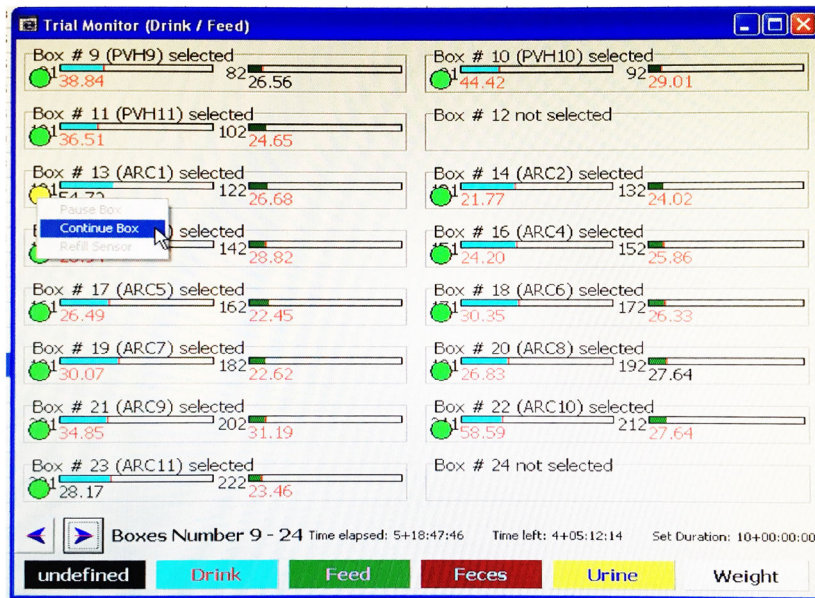 Trial Monitor (Drink / Feed)
Box # 9 (PVH9) selected
82
38.84
26.56
Box # 10 (PVH10) selected
92
44.42
29.01
Box # 11 (PVH11) selected
102
36.51
24.65
Box # 12 not selected
Box # 13 (ARC1) selected
122
26.68
Box # 14 (ARC2) selected
132
21.77
24.02
Pause Box
Continue Box
Refill Sensor
selected
142
28.82
Box # 16 (ARC4) selected
152
24.20
25.86
Box # 17 (ARC5) selected
162
26.49
22.45
Box # 18 (ARC6) selected
172
30.35
26.33
Box # 19 (ARC7) selected
182
30.07
22.62
Box # 20 (ARC8) selected
192
26.83
27.64
Box # 21 (ARC9) selected
202
34.85
31.19
Box # 22 (ARC10) selected
212
58.59
27.64
Box # 23 (ARC11) selected
222
28.17
23.46
Box # 24 not selected
Boxes Number 9 - 24 Time elapsed: 5+18:47:46 Time left: 4+05:12:14 Set Duration: 10+00:00:00
undefined Drink Feed Feces Urine Weight